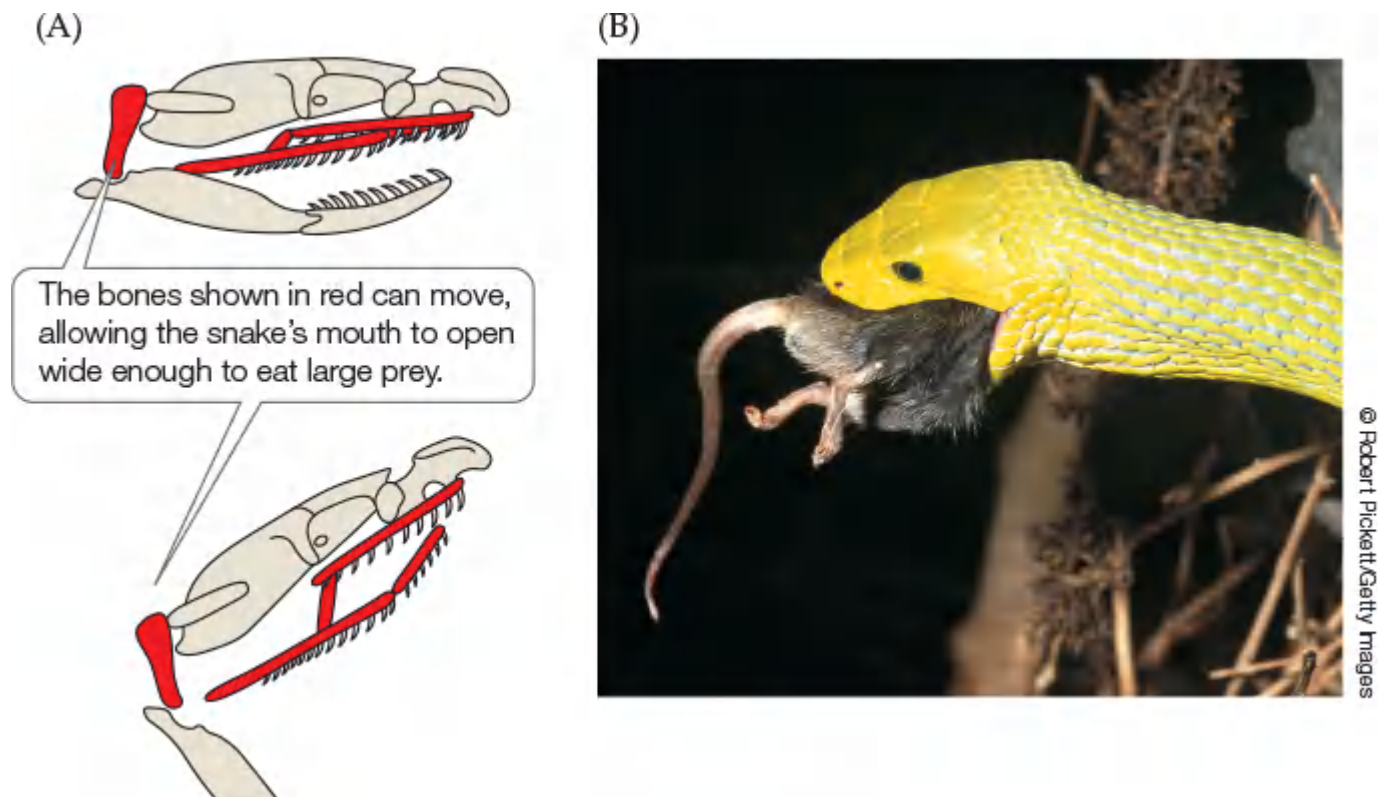 (A)
(B)
The bones shown in red can move,
allowing the snake's mouth to open
wide enough to eat large prey.
© Robert Pickett/Getty Images